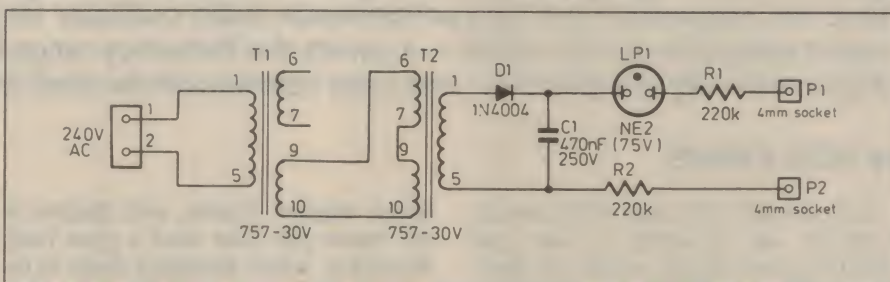 T1
T2
LP1
D1
R1
P1
1
6
6
1
1N4004
220k
4mm socket
240V
AC
1
2
7
7
C1
470nF
250V
NE2
(75V)
9
9
R2
P2
5
10
10
5
220k
4mm socket
757-30V
757-30V